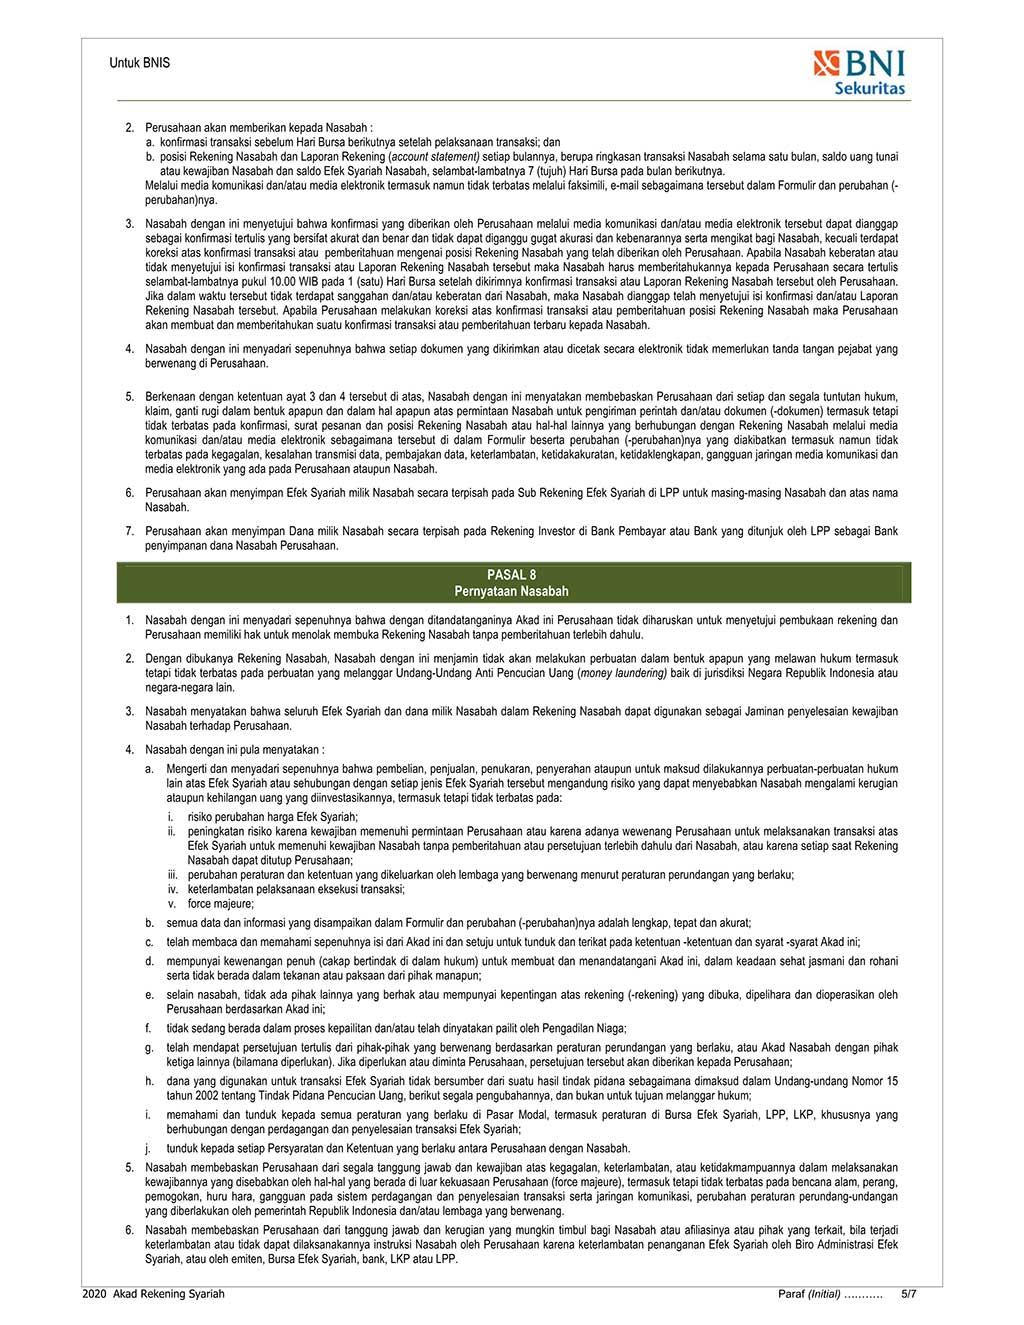 Untuk BNIS
BNI
Sekuritas
2. Perusahaan akan memberikan kepada Nasabah :
a. konfirmasi transaksi sebelum Hari Bursa berikutnya setelah pelaksanaan transaksi; dan
b. posisi Rekening Nasabah dan Laporan Rekening (account statement) setiap bulannya, berupa ringkasan transaksi Nasabah selama satu bulan, saldo uang tunai
atau kewajiban Nasabah dan saldo Efek Syariah Nasabah, selambat-lambatnya 7 (tujuh) Hari Bursa pada bulan berikutnya.
Melalui media komunikasi dan/atau media elektronik termasuk namun tidak terbatas melalui faksimili, e-mail sebagaimana tersebut dalam Formulir dan perubahan (-
perubahan)nya.
3. Nasabah dengan ini menyetujui bahwa konfirmasi yang diberikan oleh Perusahaan melalui media komunikasi dan/atau media elektronik tersebut dapat dianggap
sebagai konfirmasi tertulis yang bersifat akurat dan benar dan tidak dapat diganggu gugat akurasi dan kebenarannya serta mengikat bagi Nasabah, kecuali terdapat
koreksi atas konfirmasi transaksi atau pemberitahuan mengenai posisi Rekening Nasabah yang telah diberikan oleh Perusahaan. Apabila Nasabah keberatan atau
tidak menyetujui isi konfirmasi transaksi atau Laporan Rekening Nasabah tersebut maka Nasabah harus memberitahukannya kepada Perusahaan secara tertulis
selambat-lambatnya pukul 10.00 WIB pada 1 (satu) Hari Bursa setelah dikirimnya konfirmasi transaksi atau Laporan Rekening Nasabah tersebut oleh Perusahaan.
Jika dalam waktu tersebut tidak terdapat sanggahan dan/atau keberatan dari Nasabah, maka Nasabah dianggap telah menyetujui isi konfirmasi dan/atau Laporan
Rekening Nasabah tersebut. Apabila Perusahaan melakukan koreksi atas konfirmasi transaksi atau pemberitahuan posisi Rekening Nasabah maka Perusahaan
akan membuat dan memberitahukan suatu konfirmasi transaksi atau pemberitahuan terbaru kepada Nasabah.
4. Nasabah dengan ini menyadari sepenuhnya bahwa setiap dokumen yang dikirimkan atau dicetak secara elektronik tidak memerlukan tanda tangan pejabat yang
berwenang di Perusahaan.
5. Berkenaan dengan ketentuan ayat 3 dan 4 tersebut di atas, Nasabah dengan ini menyatakan membebaskan Perusahaan dari setiap dan segala tuntutan hukum,
klaim, ganti rugi dalam bentuk apapun dan dalam hal apapun atas permintaan Nasabah untuk pengiriman perintah dan/atau dokumen (-dokumen) termasuk tetapi
tidak terbatas pada konfirmasi, surat pesanan dan posisi Rekening Nasabah atau hal-hal lainnya yang berhubungan dengan Rekening Nasabah melalui media
komunikasi dan/atau media elektronik sebagaimana tersebut di dalam Formulir beserta perubahan (-perubahan)nya yang diakibatkan termasuk namun tidak
terbatas pada kegagalan, kesalahan transmisi data, pembajakan data, keterlambatan, ketidakakuratan, ketidaklengkapan, gangguan jaringan media komunikasi dan
media elektronik yang ada pada Perusahaan ataupun Nasabah.
6. Perusahaan akan menyimpan Efek Syariah milik Nasabah secara terpisah pada Sub Rekening Efek Syariah di LPP untuk masing-masing Nasabah dan atas nama
Nasabah.
7. Perusahaan akan menyimpan Dana milik Nasabah secara terpisah pada Rekening Investor di Bank Pembayar atau Bank yang ditunjuk oleh LPP sebagai Bank
penyimpanan dana Nasabah Perusahaan.
PASAL 8
Pernyataan Nasabah
1. Nasabah dengan ini menyadari sepenuhnya bahwa dengan ditandatanganinya Akad ini Perusahaan tidak diharuskan untuk menyetujui pembukaan rekening dan
Perusahaan memiliki hak untuk menolak membuka Rekening Nasabah tanpa pemberitahuan terlebih dahulu.
2. Dengan dibukanya Rekening Nasabah, Nasabah dengan ini menjamin tidak akan melakukan perbuatan dalam bentuk apapun yang melawan hukum termasuk
tetapi tidak terbatas pada perbuatan yang melanggar Undang-Undang Anti Pencucian Uang (money laundering) baik di jurisdiksi Negara Republik Indonesia atau
negara-negara lain.
3. Nasabah menyatakan bahwa seluruh Efek Syariah dan dana milik Nasabah dalam Rekening Nasabah dapat digunakan sebagai Jaminan penyelesaian kewajiban
Nasabah terhadap Perusahaan.
4. Nasabah dengan ini pula menyatakan :
a. Mengerti dan menyadari sepenuhnya bahwa pembelian, penjualan, penukaran, penyerahan ataupun untuk maksud dilakukannya perbuatan-perbuatan hukum
lain atas Efek Syariah atau sehubungan dengan setiap jenis Efek Syariah tersebut mengandung risiko yang dapat menyebabkan Nasabah mengalami kerugian
ataupun kehilangan uang yang diinvestasikannya, termasuk tetapi tidak terbatas pada:
i. risiko perubahan harga Efek Syariah;
ii. peningkatan risiko karena kewajiban memenuhi permintaan Perusahaan atau karena adanya wewenang Perusahaan untuk melaksanakan transaksi atas
Efek Syariah untuk memenuhi kewajiban Nasabah tanpa pemberitahuan atau persetujuan terlebih dahulu dari Nasabah, atau karena setiap saat Rekening
Nasabah dapat ditutup Perusahaan;
iii. perubahan peraturan dan ketentuan yang dikeluarkan oleh lembaga yang berwenang menurut peraturan perundangan yang berlaku;
iv. keterlambatan pelaksanaan eksekusi transaksi;
v. force majeure;
b. semua data dan informasi yang disampaikan dalam Formulir dan perubahan (-perubahan)nya adalah lengkap, tepat dan akurat;
c. telah membaca dan memahami sepenuhnya isi dari Akad ini dan setuju untuk tunduk dan terikat pada ketentuan -ketentuan dan syarat -syarat Akad ini;
d. mempunyai kewenangan penuh (cakap bertindak di dalam hukum) untuk membuat dan menandatangani Akad ini, dalam keadaan sehat jasmani dan rohani
serta tidak berada dalam tekanan atau paksaan dari pihak manapun;
e. selain nasabah, tidak ada pihak lainnya yang berhak atau mempunyai kepentingan atas rekening (-rekening) yang dibuka, dipelihara dan dioperasikan oleh
Perusahaan berdasarkan Akad ini;
f. tidak sedang berada dalam proses kepailitan dan/atau telah dinyatakan pailit oleh Pengadilan Niaga;
g. telah mendapat persetujuan tertulis dari pihak-pihak yang berwenang berdasarkan peraturan perundangan yang berlaku, atau Akad Nasabah dengan pihak
ketiga lainnya (bilamana diperlukan). Jika diperlukan atau diminta Perusahaan, persetujuan tersebut akan diberikan kepada Perusahaan;
h. dana yang digunakan untuk transaksi Efek Syariah tidak bersumber dari suatu hasil tindak pidana sebagaimana dimaksud dalam Undang-undang Nomor 15
tahun 2002 tentang Tindak Pidana Pencucian Uang, berikut segala pengubahannya, dan bukan untuk tujuan melanggar hukum;
i. memahami dan tunduk kepada semua peraturan yang berlaku di Pasar Modal, termasuk peraturan di Bursa Efek Syariah, LPP, LKP, khususnya yang
berhubungan dengan perdagangan dan penyelesaian transaksi Efek Syariah;
j. tunduk kepada setiap Persyaratan dan Ketentuan yang berlaku antara Perusahaan dengan Nasabah.
5. Nasabah membebaskan Perusahaan dari segala tanggung jawab dan kewajiban atas kegagalan, keterlambatan, atau ketidakmampuannya dalam melaksanakan
kewajibannya yang disebabkan oleh hal-hal yang berada di luar kekuasaan Perusahaan (force majeure), termasuk tetapi tidak terbatas pada bencana alam, perang,
pemogokan, huru hara, gangguan pada sistem perdagangan dan penyelesaian transaksi serta jaringan komunikasi, perubahan peraturan perundang-undangan
yang diberlakukan oleh pemerintah Republik Indonesia dan/atau lembaga yang berwenang.
6. Nasabah membebaskan Perusahaan dari tanggung jawab dan kerugian yang mungkin timbul bagi Nasabah atau afiliasinya atau pihak yang terkait, bila terjadi
keterlambatan atau tidak dapat dilaksanakannya instruksi Nasabah oleh Perusahaan karena keterlambatan penanganan Efek Syariah oleh Biro Administrasi Efek
Syariah, atau oleh emiten, Bursa Efek Syariah, bank, LKP atau LPP.
2020 Akad Rekening Syariah
Paraf (Initial) ........... 5/7